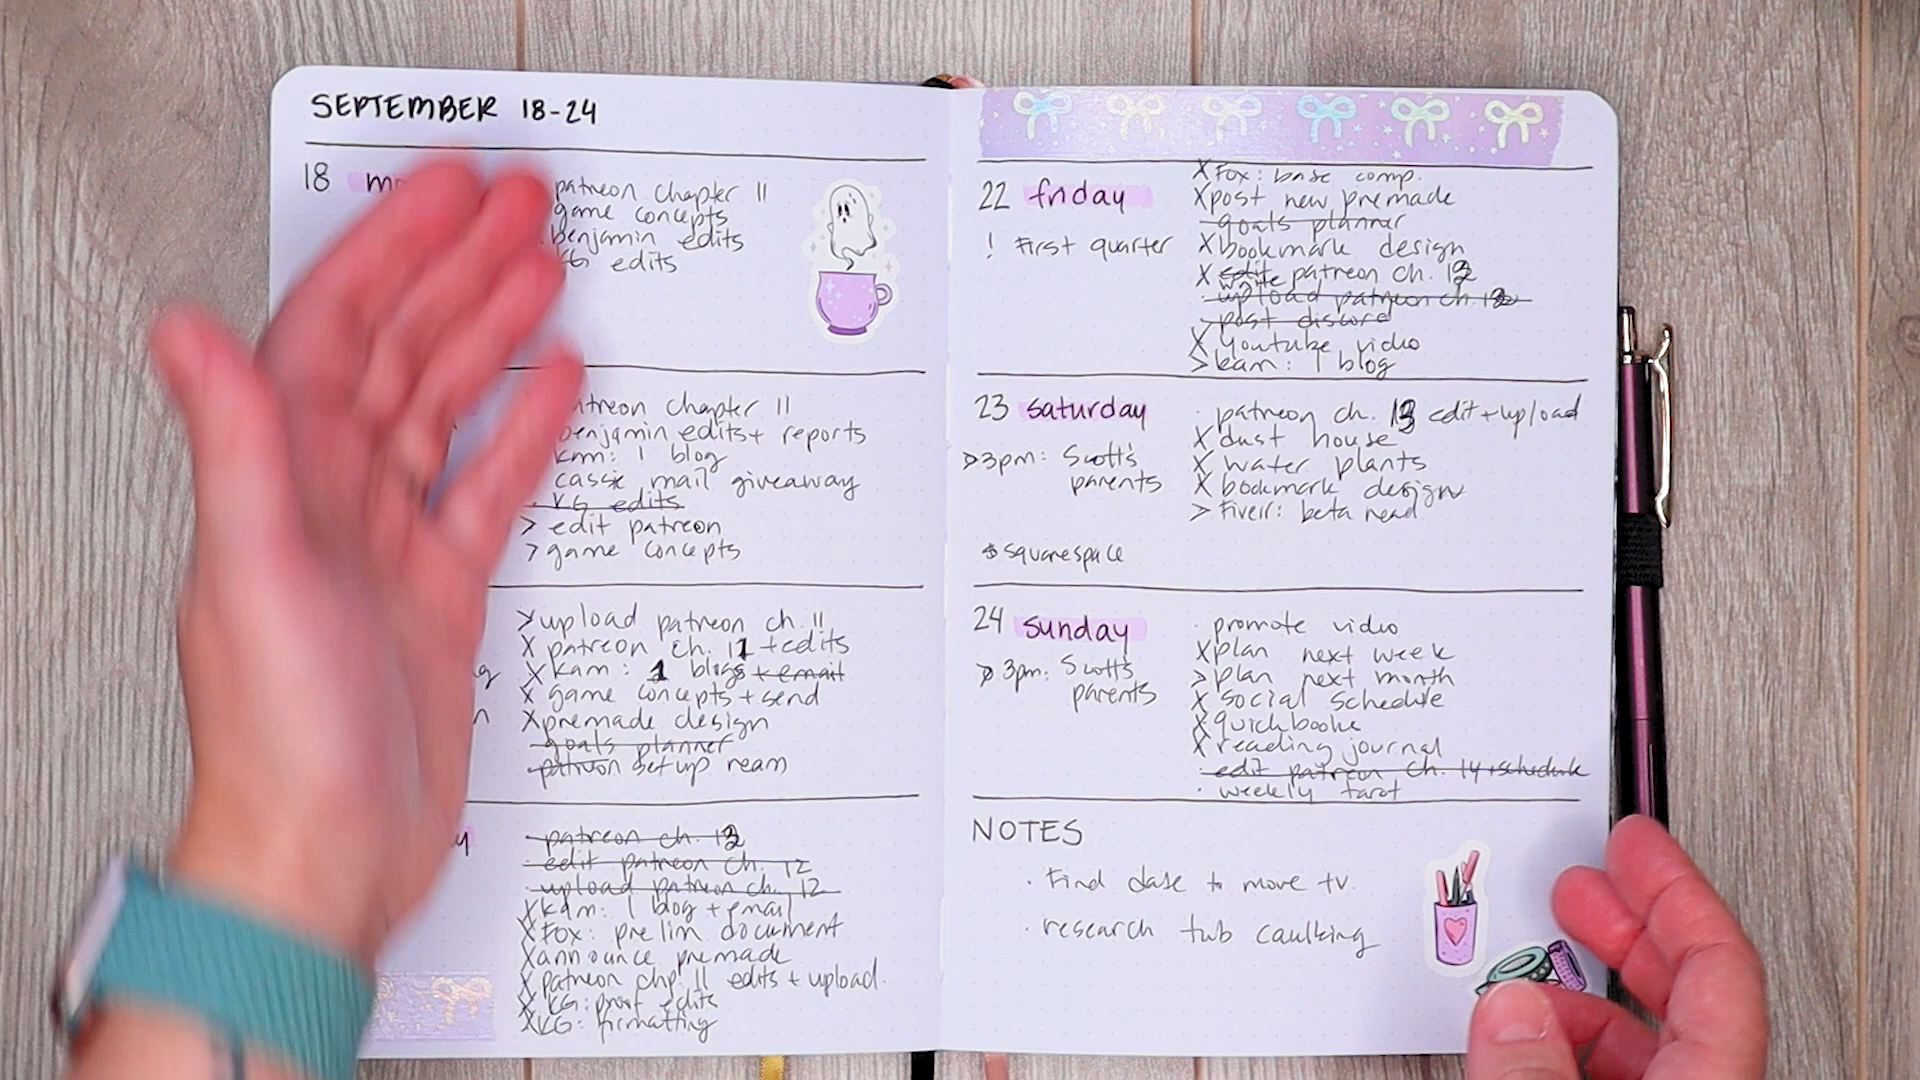 SEPTEMBER 18-24
18
patreon chapter 11
game concepts
benjamin edits
KG edits
patreon chapter 11
benjamin edits + reports
kam: 1 blog
cassie mail giveaway
· KG edits
> edit patreon
> game concepts
> upload patreon ch. 11
X patreon ch. 11 + edits
X kam: 1 blogs + email
X game concepts + send
X premade design
goals planner
patreon set up ream
· patreon ch. 13
· edit patreon ch. 12
· upload patreon ch. 12
X kam: 1 blog + email
X Fox: prelim document
X announce premade
X patreon chp. 11 edits + upload
X KG: proof edits
X KG: formatting
22 friday
! First quarter
X Fox: base comp.
X post new premade
goals planner
X bookmark design
X edit write patreon ch. 13
· upload patreon ch. 12
· post discord
X youtube video
> kam: 1 blog
23 saturday
3pm: Scott's
parents
$ squarespace
· patreon ch. 13 edit + upload
X dust house
X water plants
X bookmark design
> Fiverr: beta read
24 sunday
3pm: Scott's
parents
· promote video
X plan next week
> plan next month
X social schedule
X quickbooks
X reading journal
· edit patreon ch. 14 + schedule
· weekly tarot
NOTES
· Find date to move tv.
· research tub caulking